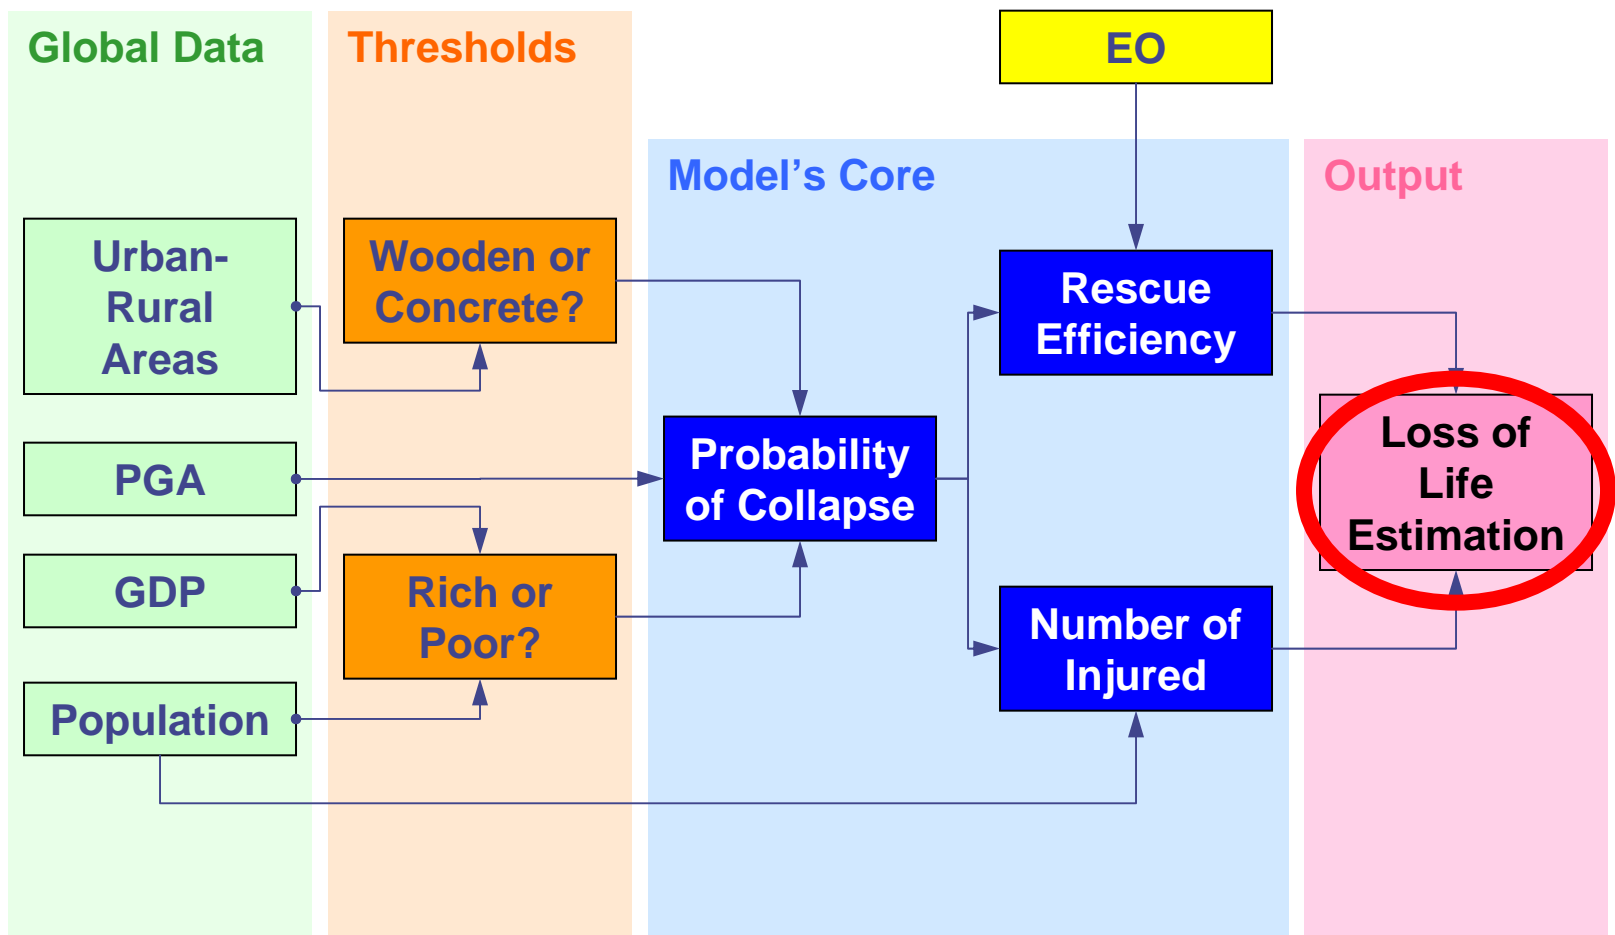 Global Data
Thresholds
EO
Model’s Core
Output
Urban-
Rural
Areas
Wooden or
Concrete?
Rescue
Efficiency
PGA
Probability
of Collapse
Loss of
Life
Estimation
GDP
Rich or
Poor?
Number of
Injured
Population